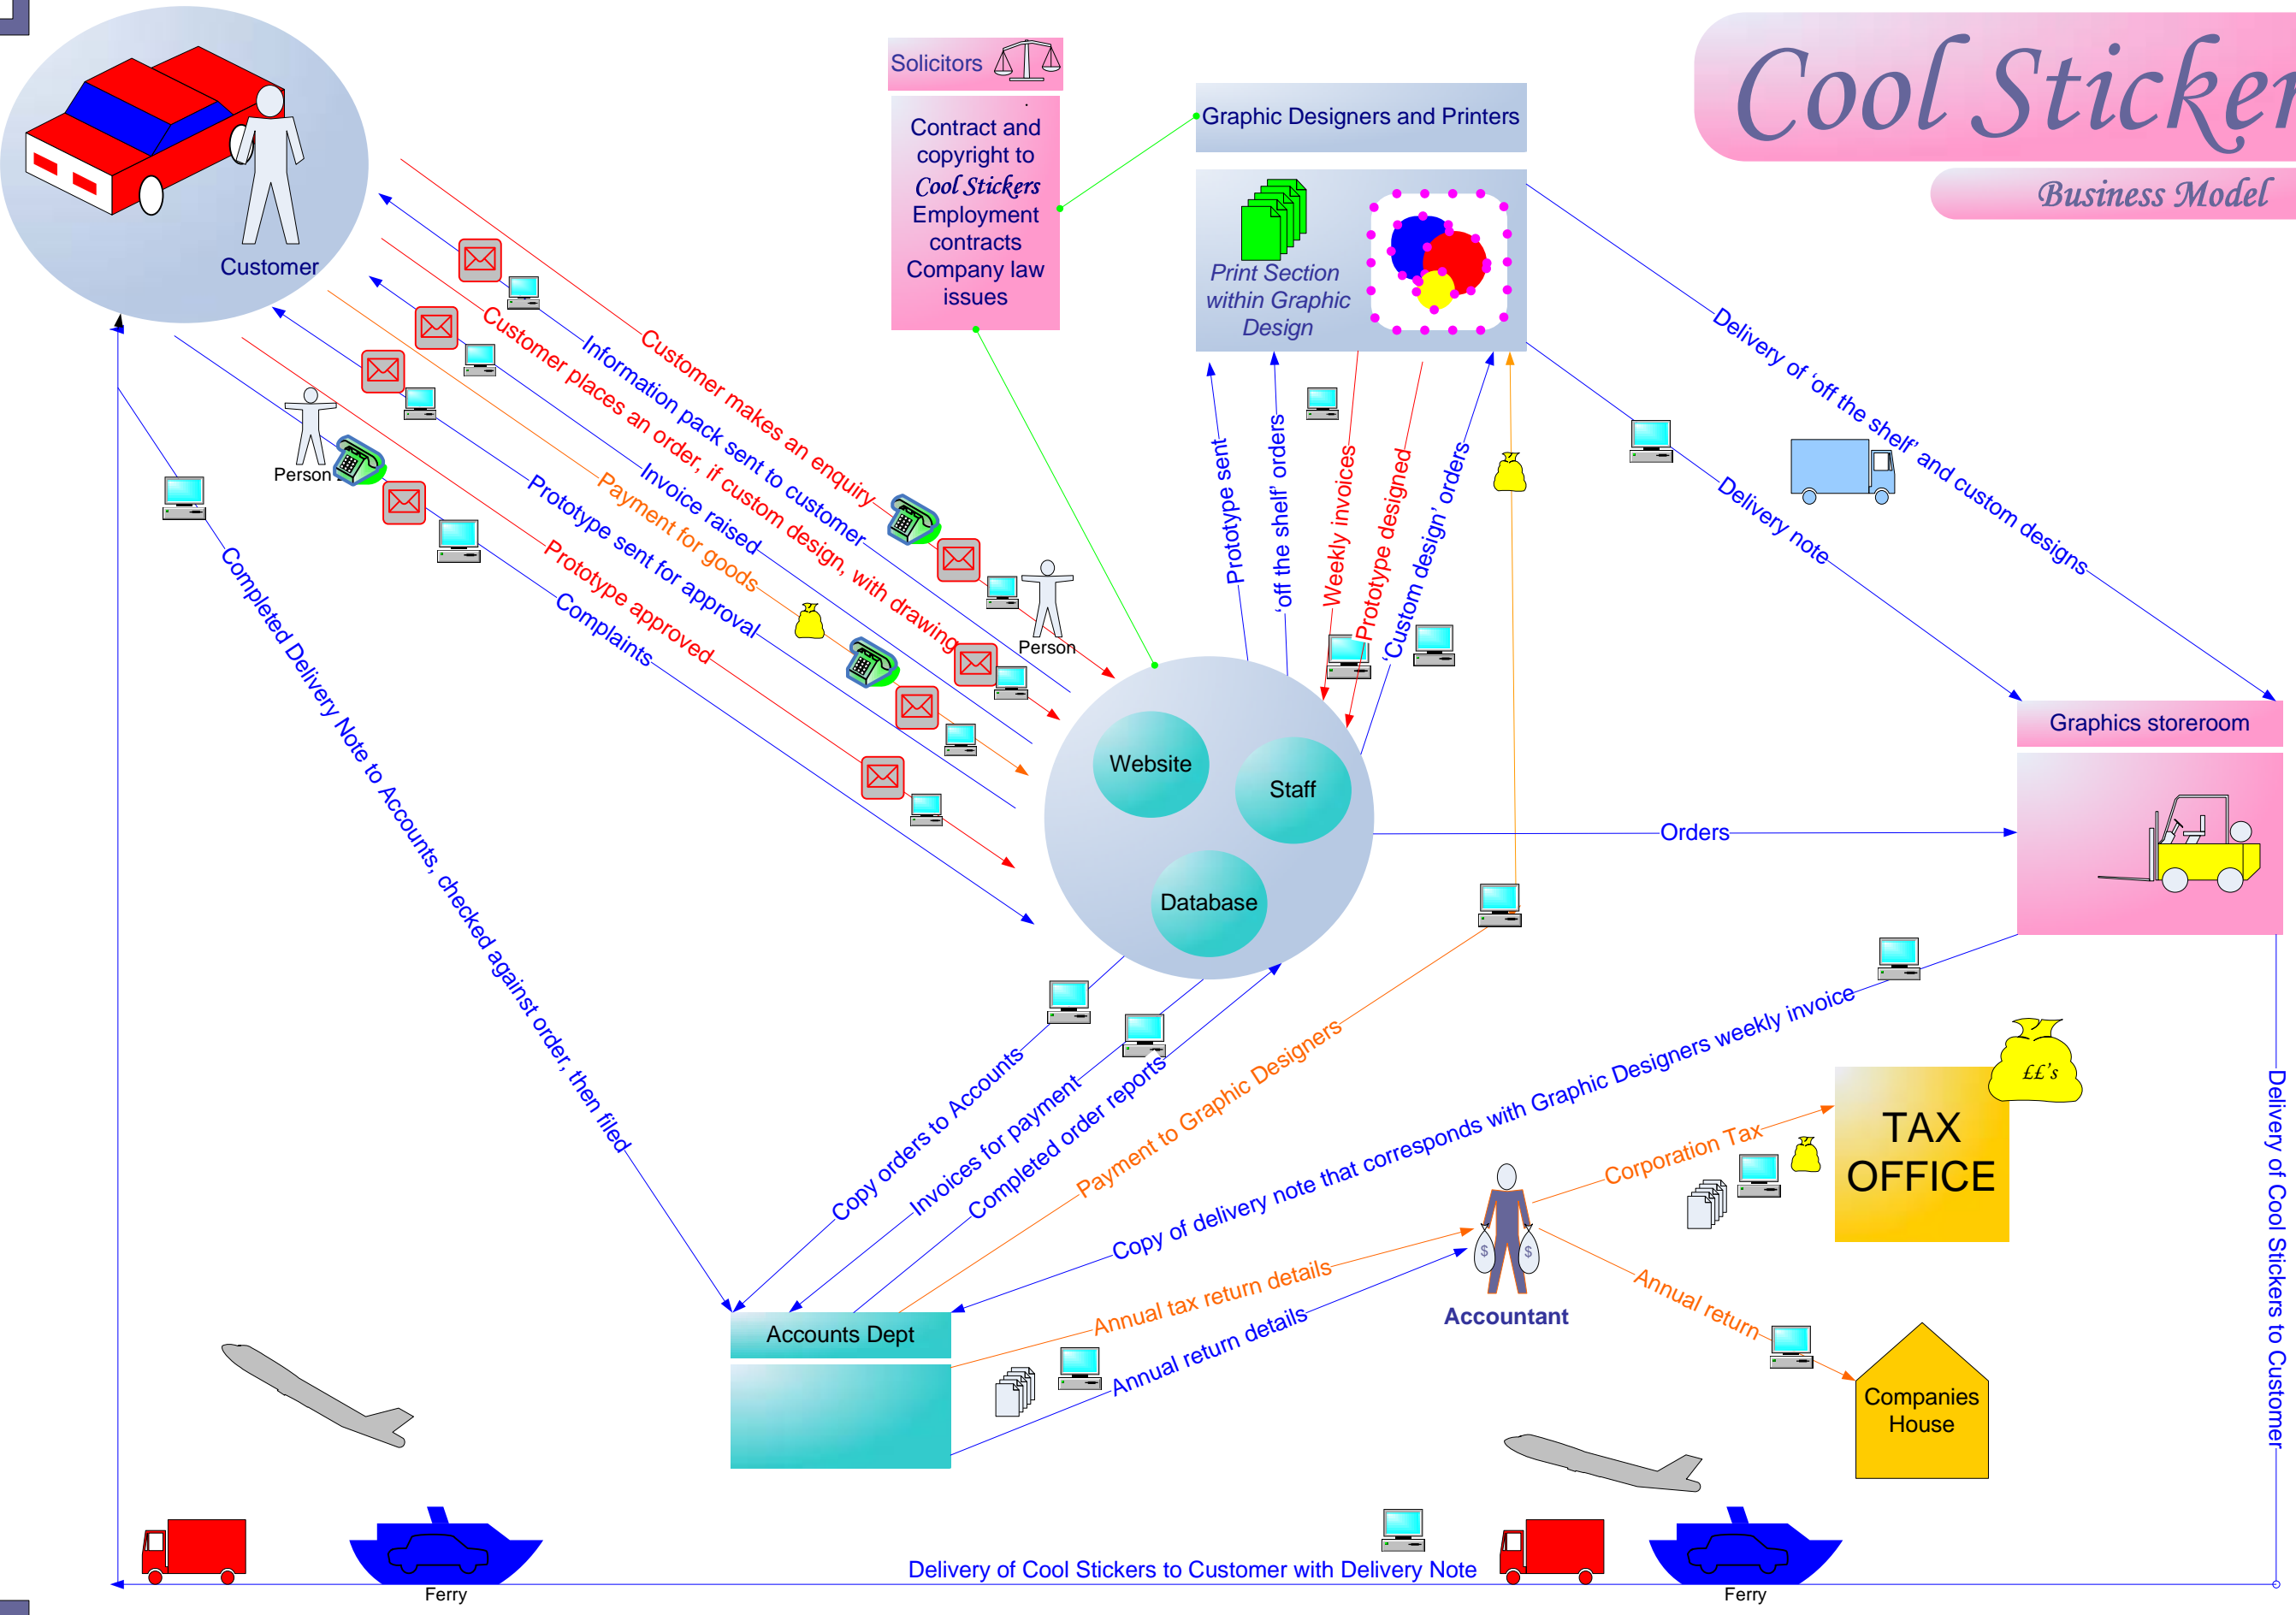 Cool Sticker
Business Model
Solicitors
Contract and
copyright to
Cool Stickers
Employment
contracts
Company law
issues
Graphic Designers and Printers
Print Section
within Graphic
Design
Customer
Customer makes an enquiry
Information pack sent to customer
Customer places an order, if custom design, with drawing
Invoice raised
Payment for goods
Prototype sent for approval
Prototype approved
Complaints
Person
Person
Completed Delivery Note to Accounts, checked against order, then filed
Prototype sent
‘off the shelf’ orders
Weekly invoices
Prototype designed
‘Custom design’ orders
Delivery of ‘off the shelf’ and custom designs
Delivery note
Graphics storeroom
Website
Staff
Database
Orders
Copy orders to Accounts
Invoices for payment
Completed order reports
Payment to Graphic Designers
Copy of delivery note that corresponds with Graphic Designers weekly invoice
££’s
TAX
OFFICE
Corporation Tax
$ $
Accountant
Annual return
Companies
House
Accounts Dept
Annual tax return details
Annual return details
Delivery of Cool Stickers to Customer
Delivery of Cool Stickers to Customer with Delivery Note
Ferry
Ferry